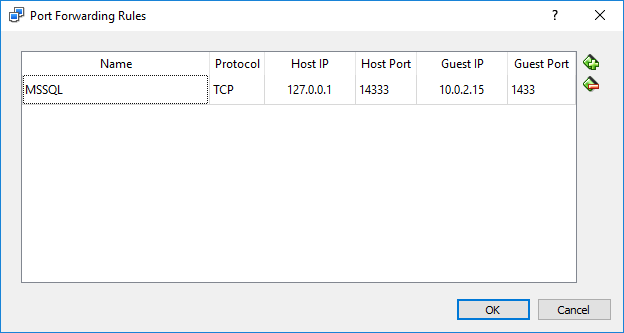 Port Forwarding Rules
?
Name Protocol Host IP Host Port Guest IP Guest Port
MSSQL TCP 127.0.0.1 14333 10.0.2.15 1433
OK Cancel